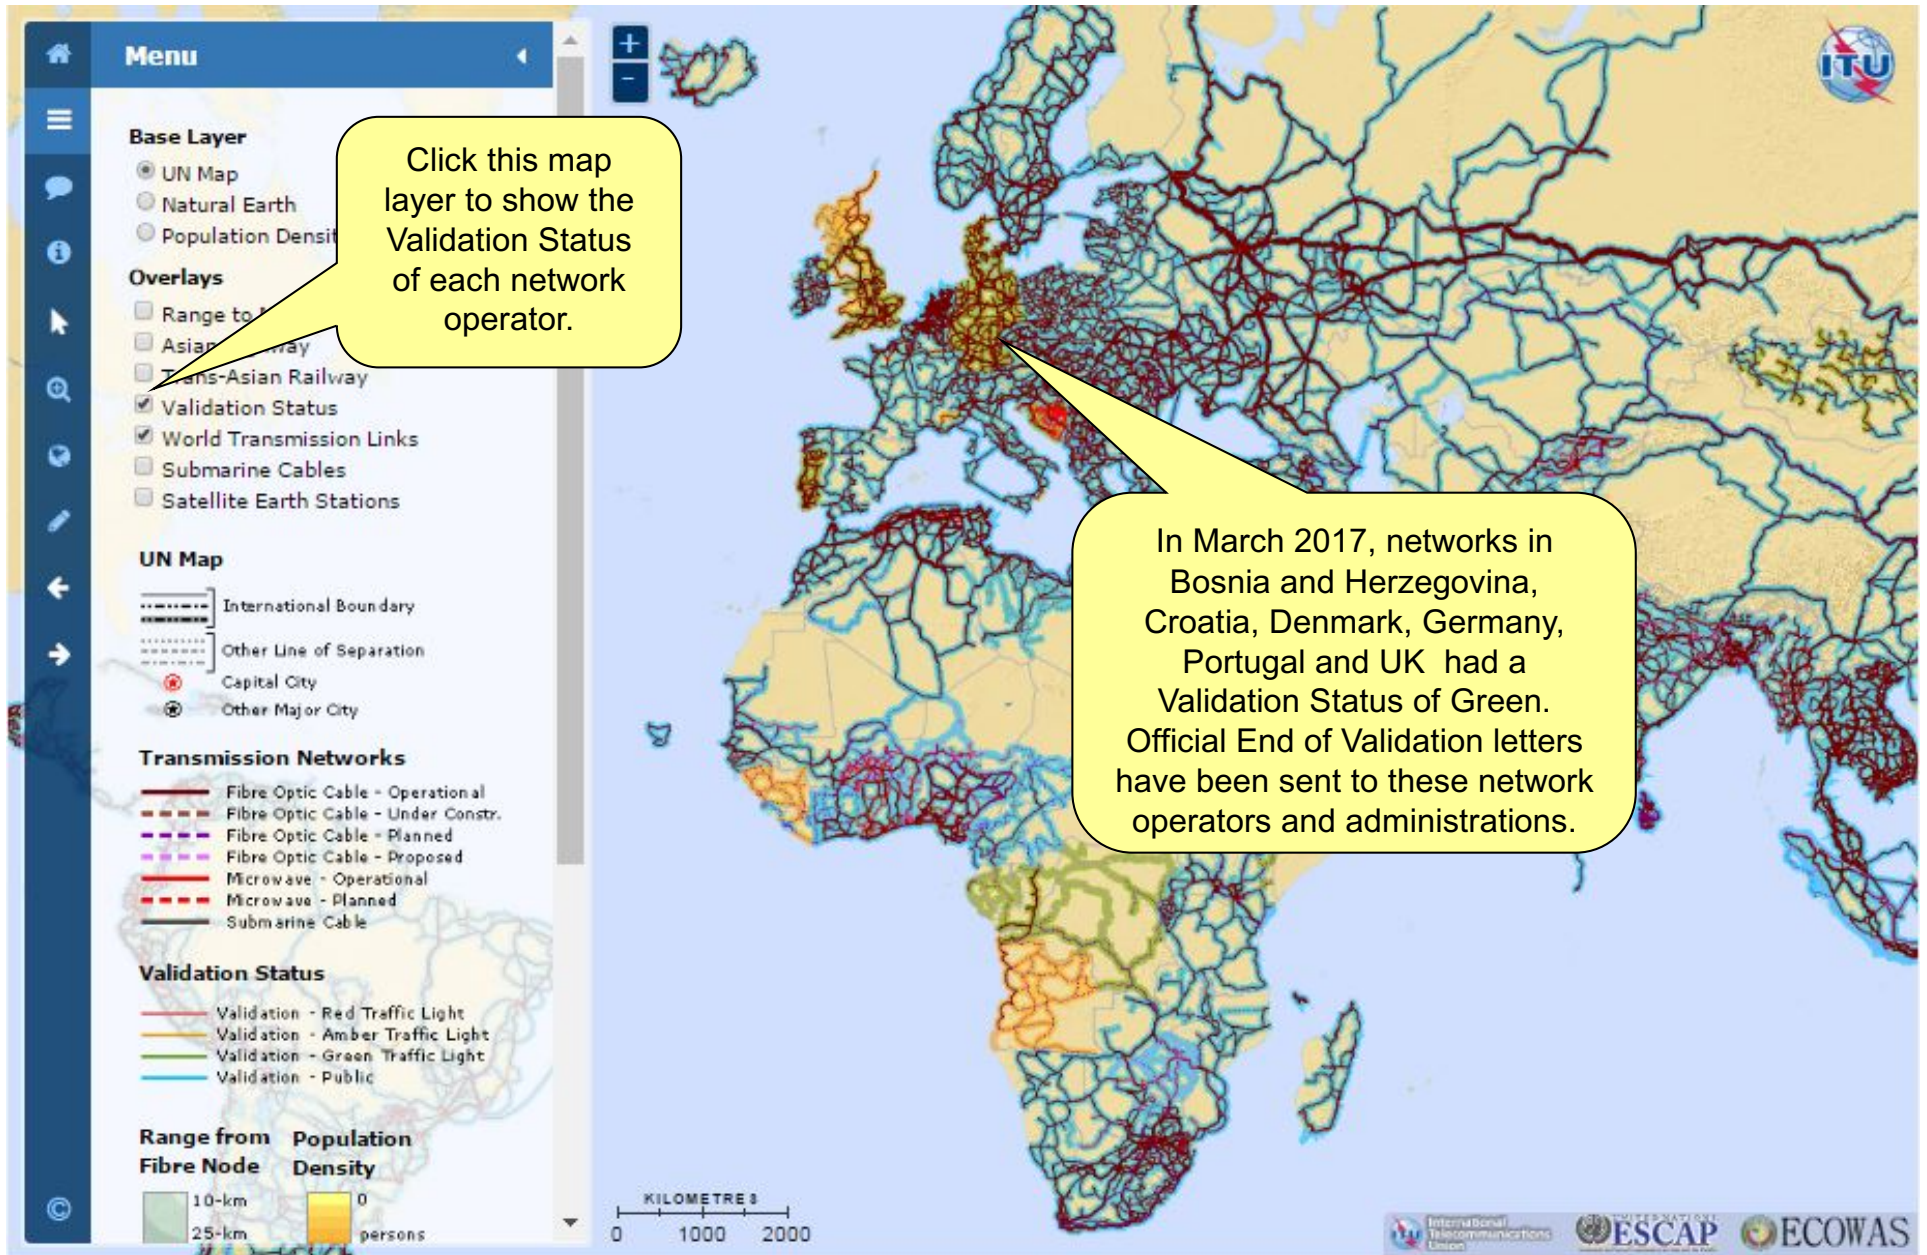 Menu
Base Layer
UN Map
Natural Earth
Population Densit
Overlays
Range to
Asian way
Trans-Asian Railway
Validation Status
World Transmission Links
Submarine Cables
Satellite Earth Stations
UN Map
International Boundary
Other Line of Separation
Capital City
Other Major City
Transmission Networks
Fibre Optic Cable - Operational
Fibre Optic Cable - Under Constr.
Fibre Optic Cable - Planned
Fibre Optic Cable - Proposed
Microwave - Operational
Microwave - Planned
Submarine Cable
Validation Status
Validation - Red Traffic Light
Validation - Amber Traffic Light
Validation - Green Traffic Light
Validation - Public
Range from
Fibre Node
10-km
25-km
Population
Density
0
persons
Click this map
layer to show the
Validation Status
of each network
operator.
In March 2017, networks in
Bosnia and Herzegovina,
Croatia, Denmark, Germany,
Portugal and UK had a
Validation Status of Green.
Official End of Validation letters
have been sent to these network
operators and administrations.
ITU
KILOMETRES
0 1000 2000
International
Telecommunications
Union
ESCAP
ECOWAS